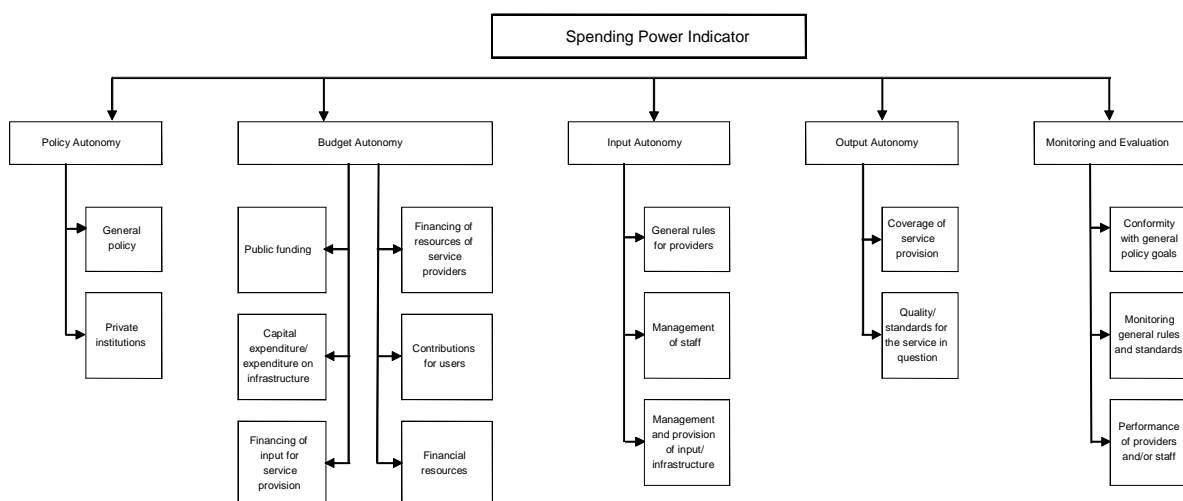 Spending Power Indicator
Policy Autonomy
Budget Autonomy
Input Autonomy
Output Autonomy
Monitoring and Evaluation
General
policy
Private
institutions
Public funding
Capital
expenditure/
expenditure on
infrastructure
Financing of
input for
service
provision
Financing of
resources of
service
providers
Contributions
for users
Financial
resources
General rules
for providers
Management
of staff
Management
and provision
of input/
infrastructure
Coverage of
service
provision
Quality/
standards for
the service in
question
Conformity
with general
policy goals
Monitoring
general rules
and standards
Performance
of providers
and/or staff